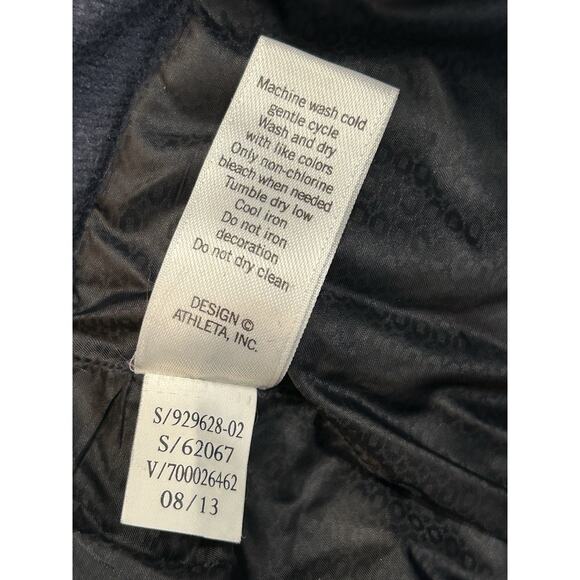 Machine wash cold
gentle cycle
Wash and dry
with like colors
Only non-chlorine
bleach when needed
Tumble dry low
Cool iron
Do not iron
decoration
Do not dry clean
DESIGN ©
ATHLETA, INC.
S/929628-02
S/62067
V/700026462
08/13